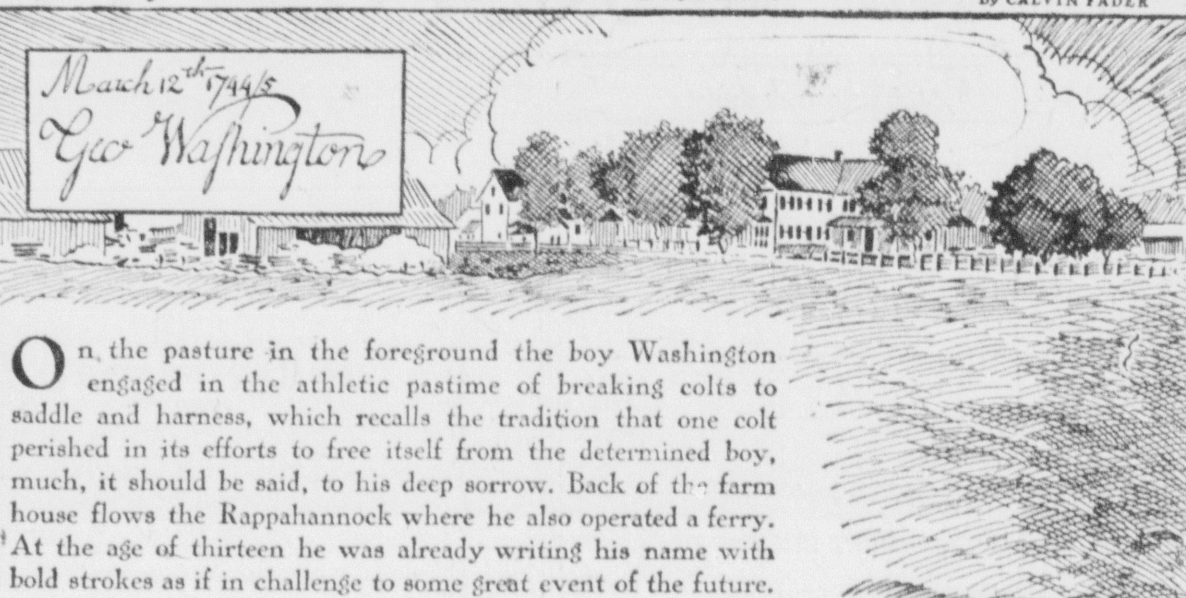 By CALVIN FADER
March 12th 1744/5
Geo Washington
On the pasture in the foreground the boy Washington
engaged in the athletic pastime of breaking colts to
saddle and harness, which recalls the tradition that one colt
perished in its efforts to free itself from the determined boy,
much, it should be said, to his deep sorrow. Back of the farm
house flows the Rappahannock where he also operated a ferry.
At the age of thirteen he was already writing his name with
bold strokes as if in challenge to some great event of the future.